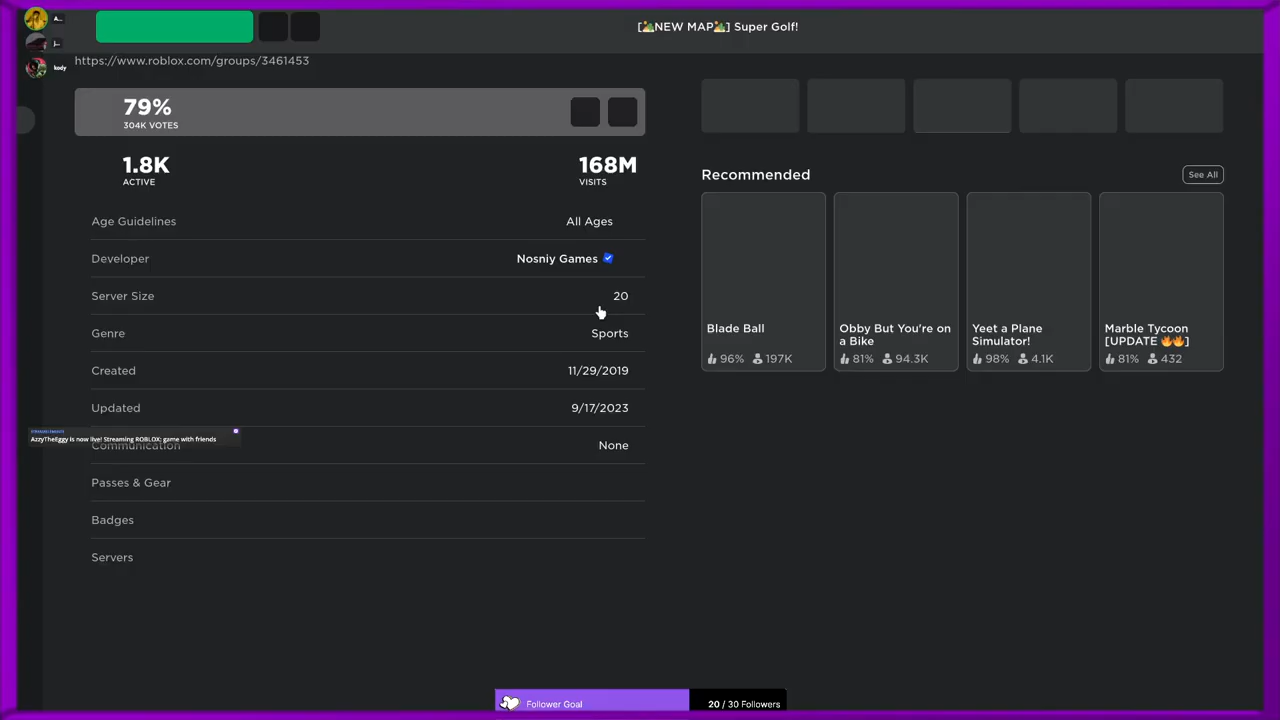 [🏞️NEW MAP🏞️] Super Golf!
A...
J...
kody
https://www.roblox.com/groups/3461453
79%
304K VOTES
1.8K
ACTIVE
168M
VISITS
Age Guidelines All Ages
Developer Nosniy Games
Server Size 20
Genre Sports
Created 11/29/2019
Updated 9/17/2023
AzzyTheEggy is now live! Streaming ROBLOX: game with friends
Communication None
Passes & Gear
Badges
Servers
Recommended
See All
Blade Ball
96% 197K
Obby But You're on
a Bike
81% 94.3K
Yeet a Plane
Simulator!
98% 4.1K
Marble Tycoon
[UPDATE 🔥🔥]
81% 432
Follower Goal
20 / 30 Followers